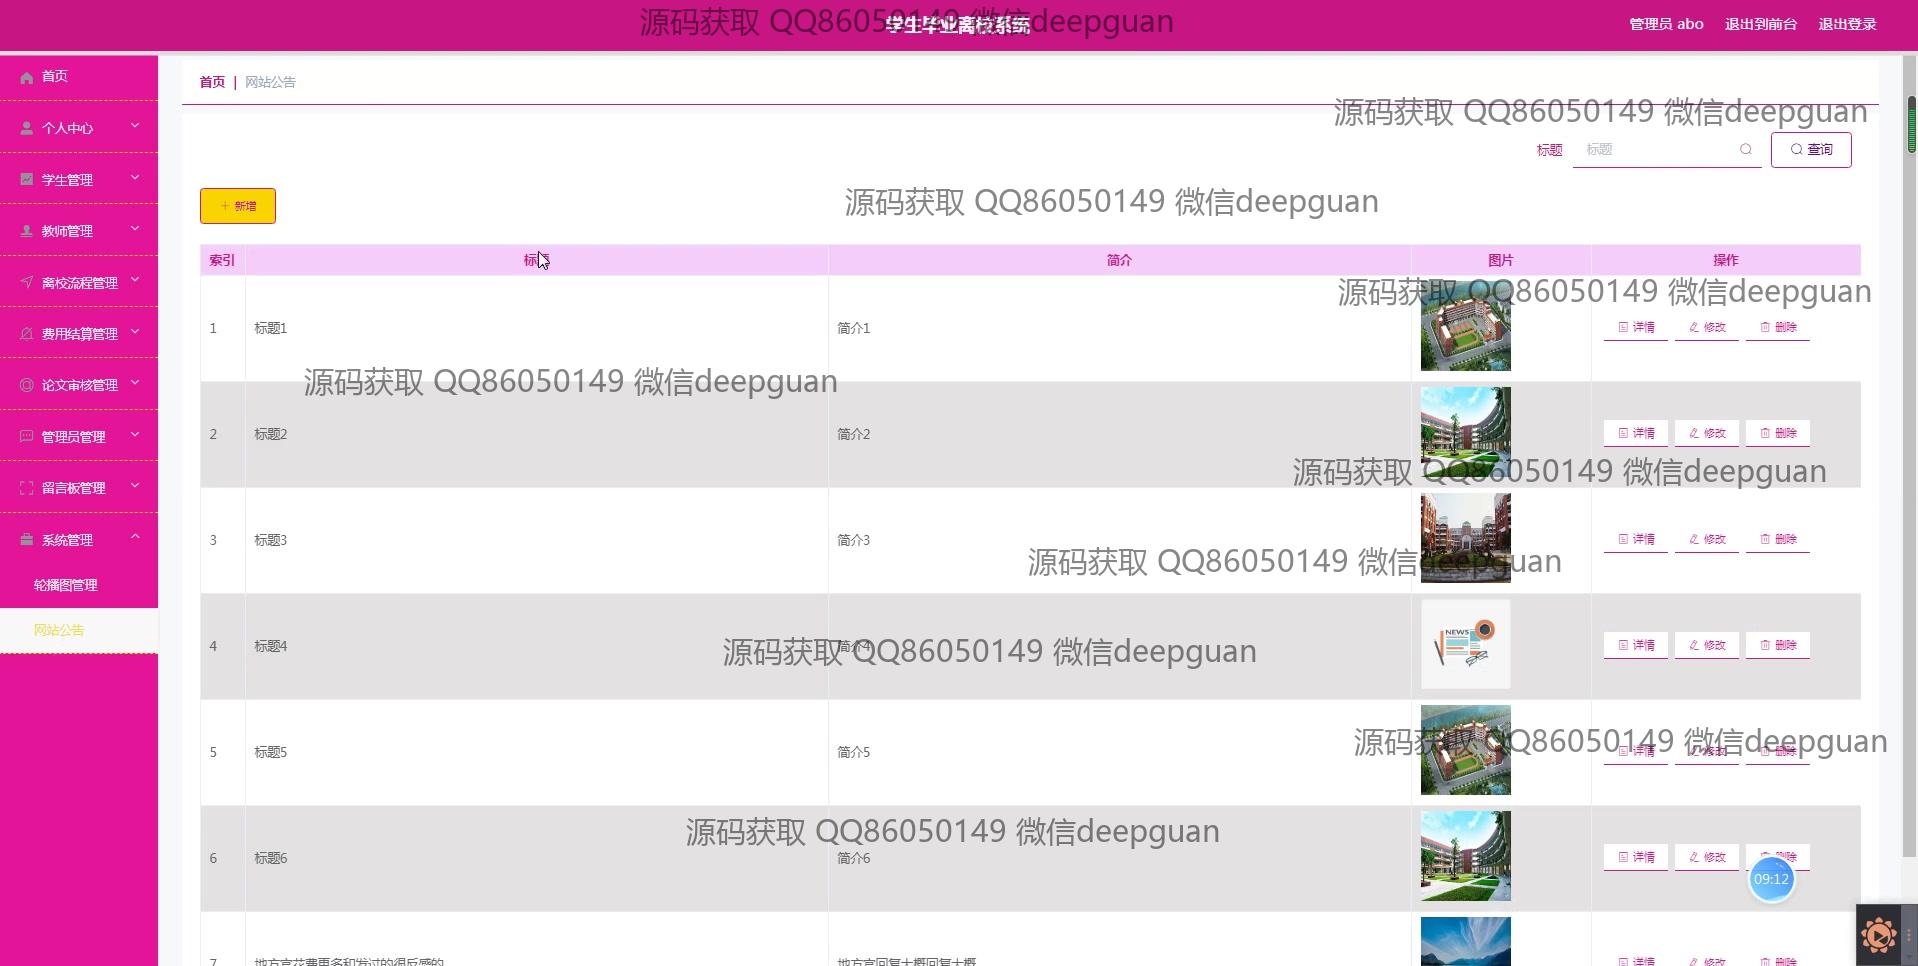 学生毕业离校系统
源码获取 QQ86050149 微信deepguan
管理员 abo 退出到前台 退出登录
首页
个人中心
学生管理
教师管理
离校流程管理
费用结算管理
论文审核管理
管理员管理
留言板管理
系统管理
轮播图管理
网站公告
首页 | 网站公告
源码获取 QQ86050149 微信deepguan
标题 标题 查询
新增
源码获取 QQ86050149 微信deepguan
索引 标题 简介 图片 操作
源码获取 QQ86050149 微信deepguan
1 标题1 简介1 详情 修改 删除
源码获取 QQ86050149 微信deepguan
2 标题2 简介2 详情 修改 删除
源码获取 QQ86050149 微信deepguan
3 标题3 简介3 详情 修改 删除
源码获取 QQ86050149 微信deepguan
4 标题4 简介4 NEWS 详情 修改 删除
源码获取 QQ86050149 微信deepguan
5 标题5 简介5 详情 修改 删除
源码获取 QQ86050149 微信deepguan
6 标题6 简介6 详情 修改 删除
源码获取 QQ86050149 微信deepguan
09:12
7 详情 修改 删除